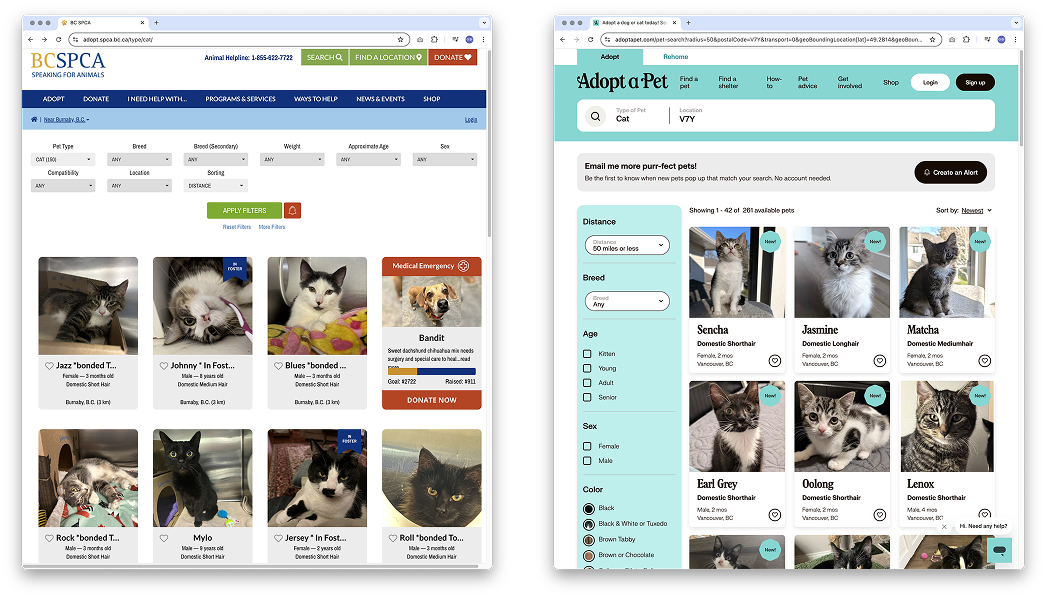 BC SPCA
adopt.spca.bc.ca/type/cat/
BCSPCA
SPEAKING FOR ANIMALS
Animal Helpline: 1-855-622-7722
SEARCH
FIND A LOCATION
DONATE
ADOPT
DONATE
I NEED HELP WITH...
PROGRAMS & SERVICES
WAYS TO HELP
NEWS & EVENTS
SHOP
Near Burnaby, B.C.
Login
Pet Type
Breed
Breed (Secondary)
Weight
Approximate Age
Sex
CAT (150)
ANY
ANY
ANY
ANY
ANY
Compatibility
Location
Sorting
ANY
ANY
DISTANCE
APPLY FILTERS
Reset Filters
More Filters
Jazz *bonded T...
Female — 3 months old
Domestic Short Hair
Burnaby, B.C. (3 km)
IN
FOSTER
Johnny * In Fost...
Male — 8 years old
Domestic Medium Hair
Burnaby, B.C. (3 km)
Blues *bonded ...
Male — 3 months old
Domestic Short Hair
Burnaby, B.C. (3 km)
Medical Emergency
Bandit
Sweet dachshund chihuahua mix needs
surgery and special care to heal...read
Goal: $2722
Raised: $911
DONATE NOW
Rock *bonded T...
Male — 3 months old
Domestic Short Hair
Mylo
Male — 9 years old
Domestic Short Hair
IN
FOSTER
Jersey * In Fost...
Female — 2 years old
Domestic Short Hair
Roll *bonded To...
Male — 3 months old
Domestic Medium Hair
Adopt a dog or cat today! Se
adoptapet.com/pet-search?radius=50&postalCode=V7Y&transport=0&geoBoundingLocation[lat]=49.2814&geoBoun...
Adopt
Rehome
Adopt a Pet
Find a
pet
Find a
shelter
How-
to
Pet
advice
Get
involved
Shop
Login
Sign up
Type of Pet
Cat
Location
V7Y
Email me more purr-fect pets!
Be the first to know when new pets pop up that match your search. No account needed.
Create an Alert
Showing 1 - 42 of 261 available pets
Sort by: Newest
Distance
Distance
50 miles or less
Breed
Breed
Any
Age
Kitten
Young
Adult
Senior
Sex
Female
Male
Color
Black
Black & White or Tuxedo
Brown Tabby
Brown or Chocolate
New!
Sencha
Domestic Shorthair
Female, 2 mos
Vancouver, BC
New!
Jasmine
Domestic Longhair
Female, 2 mos
Vancouver, BC
New!
Matcha
Domestic Mediumhair
Female, 2 mos
Vancouver, BC
New!
Earl Grey
Domestic Shorthair
Female, 2 mos
Vancouver, BC
New!
Oolong
Domestic Shorthair
Female, 2 mos
Vancouver, BC
New!
Lenox
Domestic Shorthair
Male, 4 mos
Vancouver, BC
New!
Hi. Need any help?